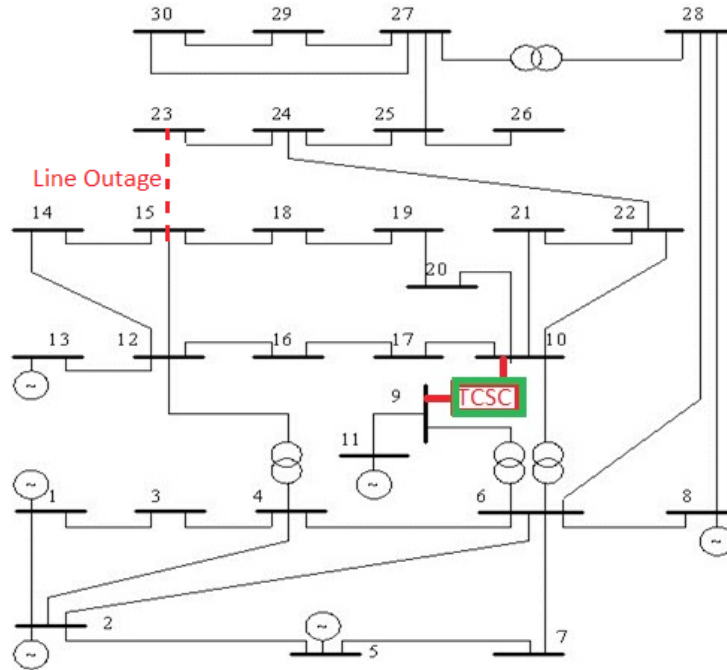 30 29 27 28
23 24 25 26
Line Outage
14 15 18 19 21 22
20
13 12 16 17 10
9 TCSC
11
1 3 4 6 8
2 5 7
~ ~ ~ ~ ~ ~